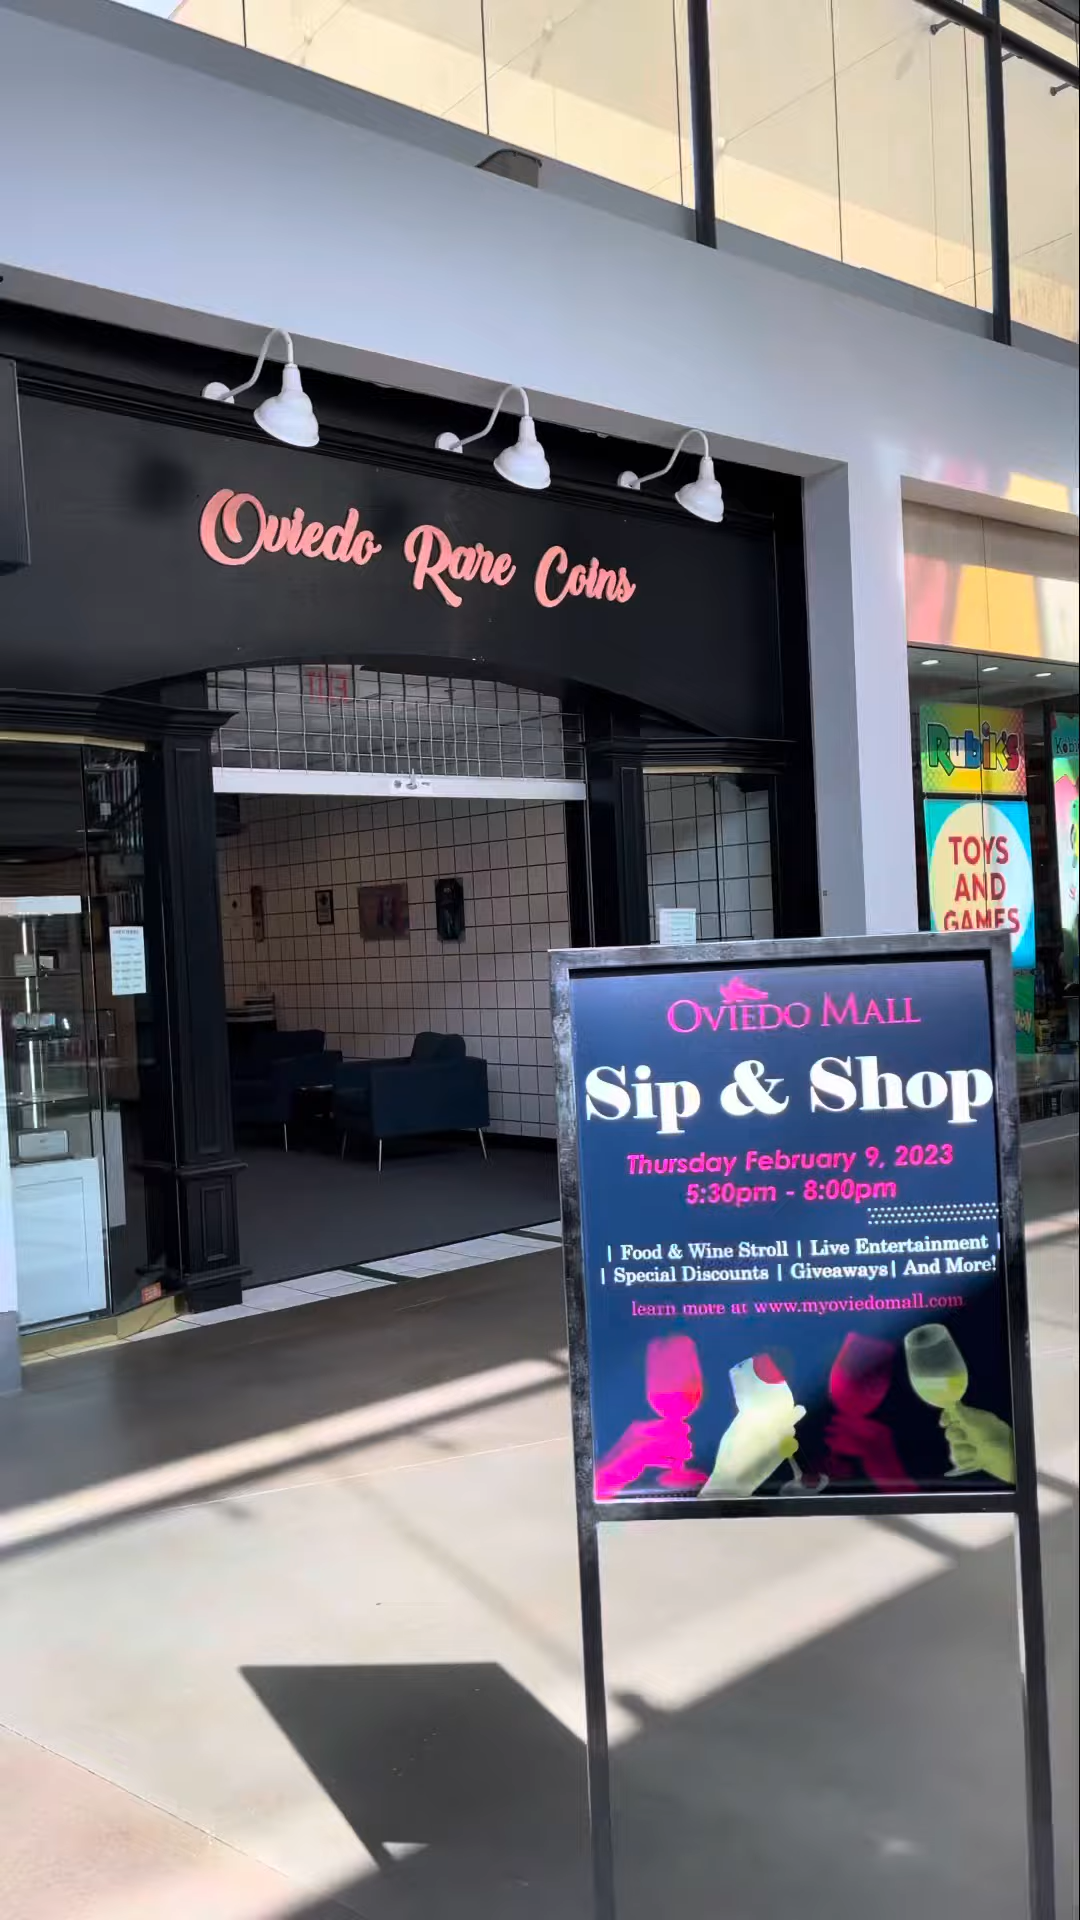 Oviedo Rare Coins
EXIT
Rubik's
TOYS
AND
GAMES
OVIEDO MALL
Sip & Shop
Thursday February 9, 2023
5:30pm - 8:00pm
| Food & Wine Stroll | Live Entertainment |
| Special Discounts | Giveaways| And More!
learn more at www.myoviedomall.com